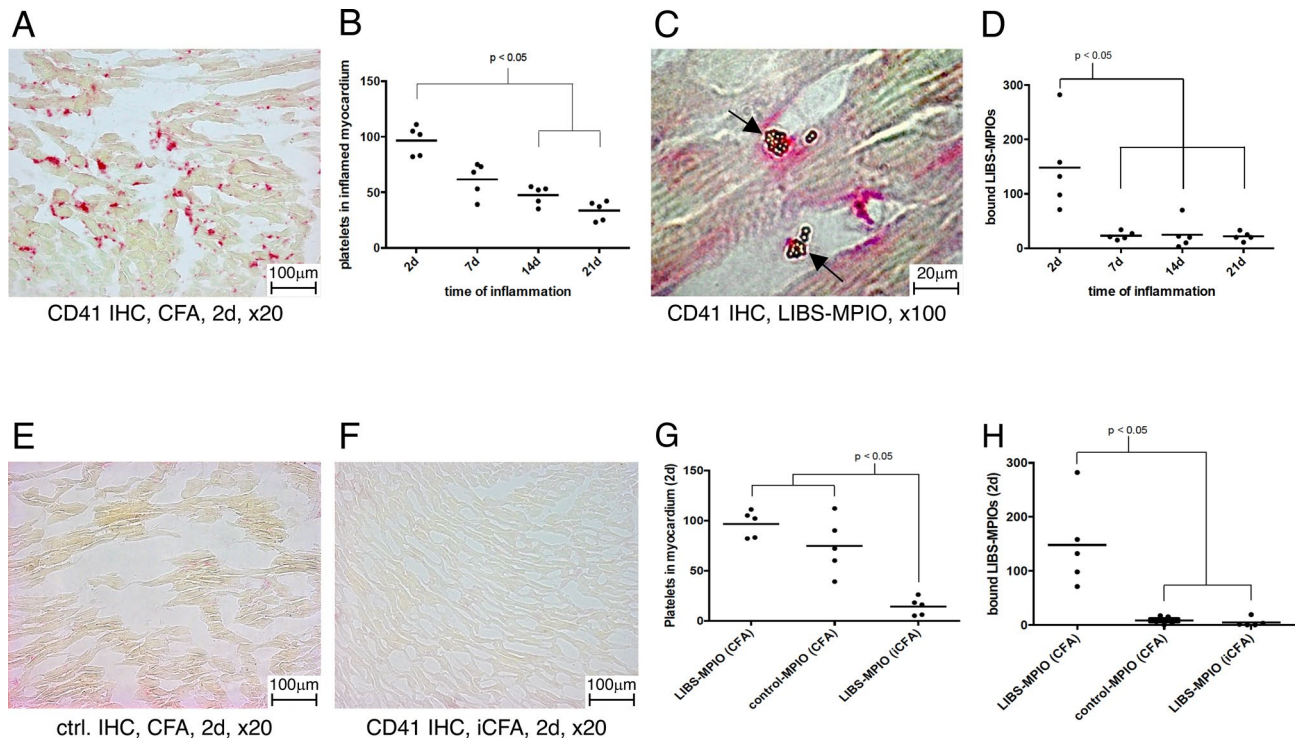 A
100µm
CD41 IHC, CFA, 2d, x20
B
p < 0.05
platelets in inflamed myocardium
150
100
50
0
2d
7d
14d
21d
time of inflammation
C
20µm
CD41 IHC, LIBS-MPIO, x100
D
p < 0.05
bound LIBS-MPIOs
300
200
100
0
2d
7d
14d
21d
time of inflammation
E
100µm
ctrl. IHC, CFA, 2d, x20
F
100µm
CD41 IHC, iCFA, 2d, x20
G
p < 0.05
Platelets in myocardium (2d)
150
100
50
0
LIBS-MPIO (CFA)
control-MPIO (CFA)
LIBS-MPIO (iCFA)
H
p < 0.05
bound LIBS-MPIOs (2d)
300
200
100
0
LIBS-MPIO (CFA)
control-MPIO (CFA)
LIBS-MPIO (iCFA)